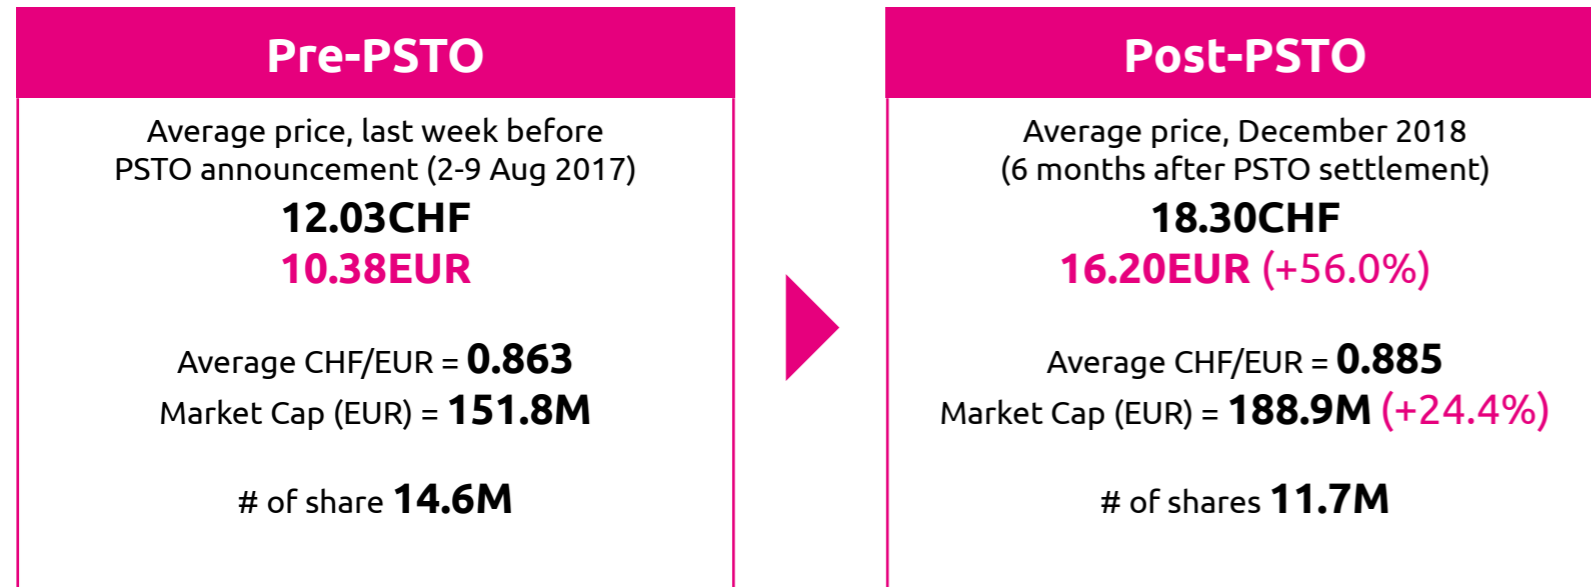 Pre-PSTO
Average price, last week before
PSTO announcement (2-9 Aug 2017)
12.03CHF
10.38EUR
Average CHF/EUR = 0.863
Market Cap (EUR) = 151.8M
# of share 14.6M
Post-PSTO
Average price, December 2018
(6 months after PSTO settlement)
18.30CHF
16.20EUR (+56.0%)
Average CHF/EUR = 0.885
Market Cap (EUR) = 188.9M (+24.4%)
# of shares 11.7M